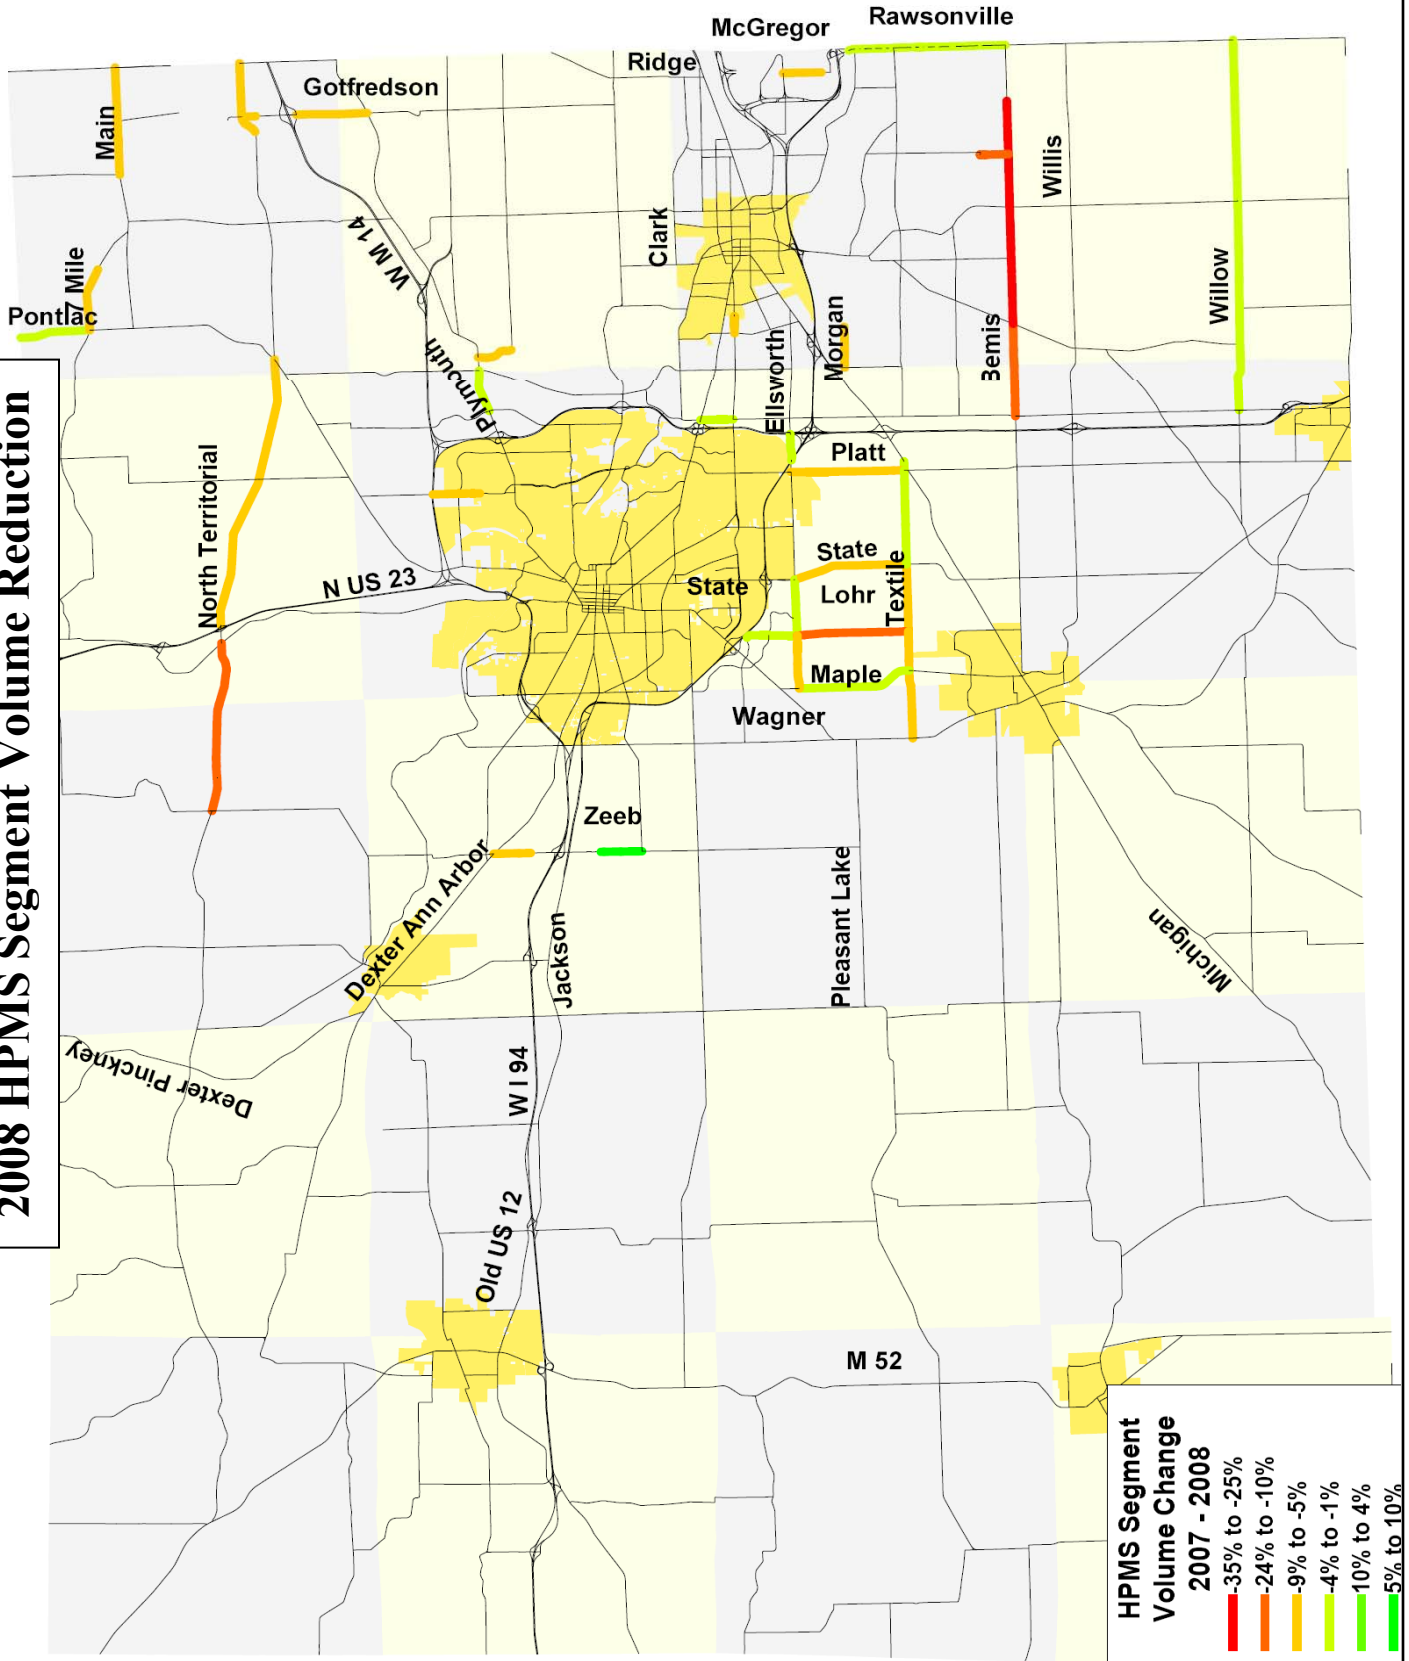 2008 HPMS Segment Volume Reduction
Rawsonville
McGregor
Ridge
Gotfredson
Main
Willis
W M 14
Clark
7 Mile
Pontiac
Willow
Morgan
Bemis
Plymouth
Ellsworth
Platt
North Territorial
State
N US 23
State
Lohr
Textile
Maple
Wagner
Zeeb
Dexter Ann Arbor
Pleasant Lake
Jackson
Michigan
Dexter Pinckney
W I 94
Old US 12
M 52
HPMS Segment
Volume Change
2007 - 2008
-35% to -25%
-24% to -10%
-9% to -5%
-4% to -1%
10% to 4%
5% to 10%